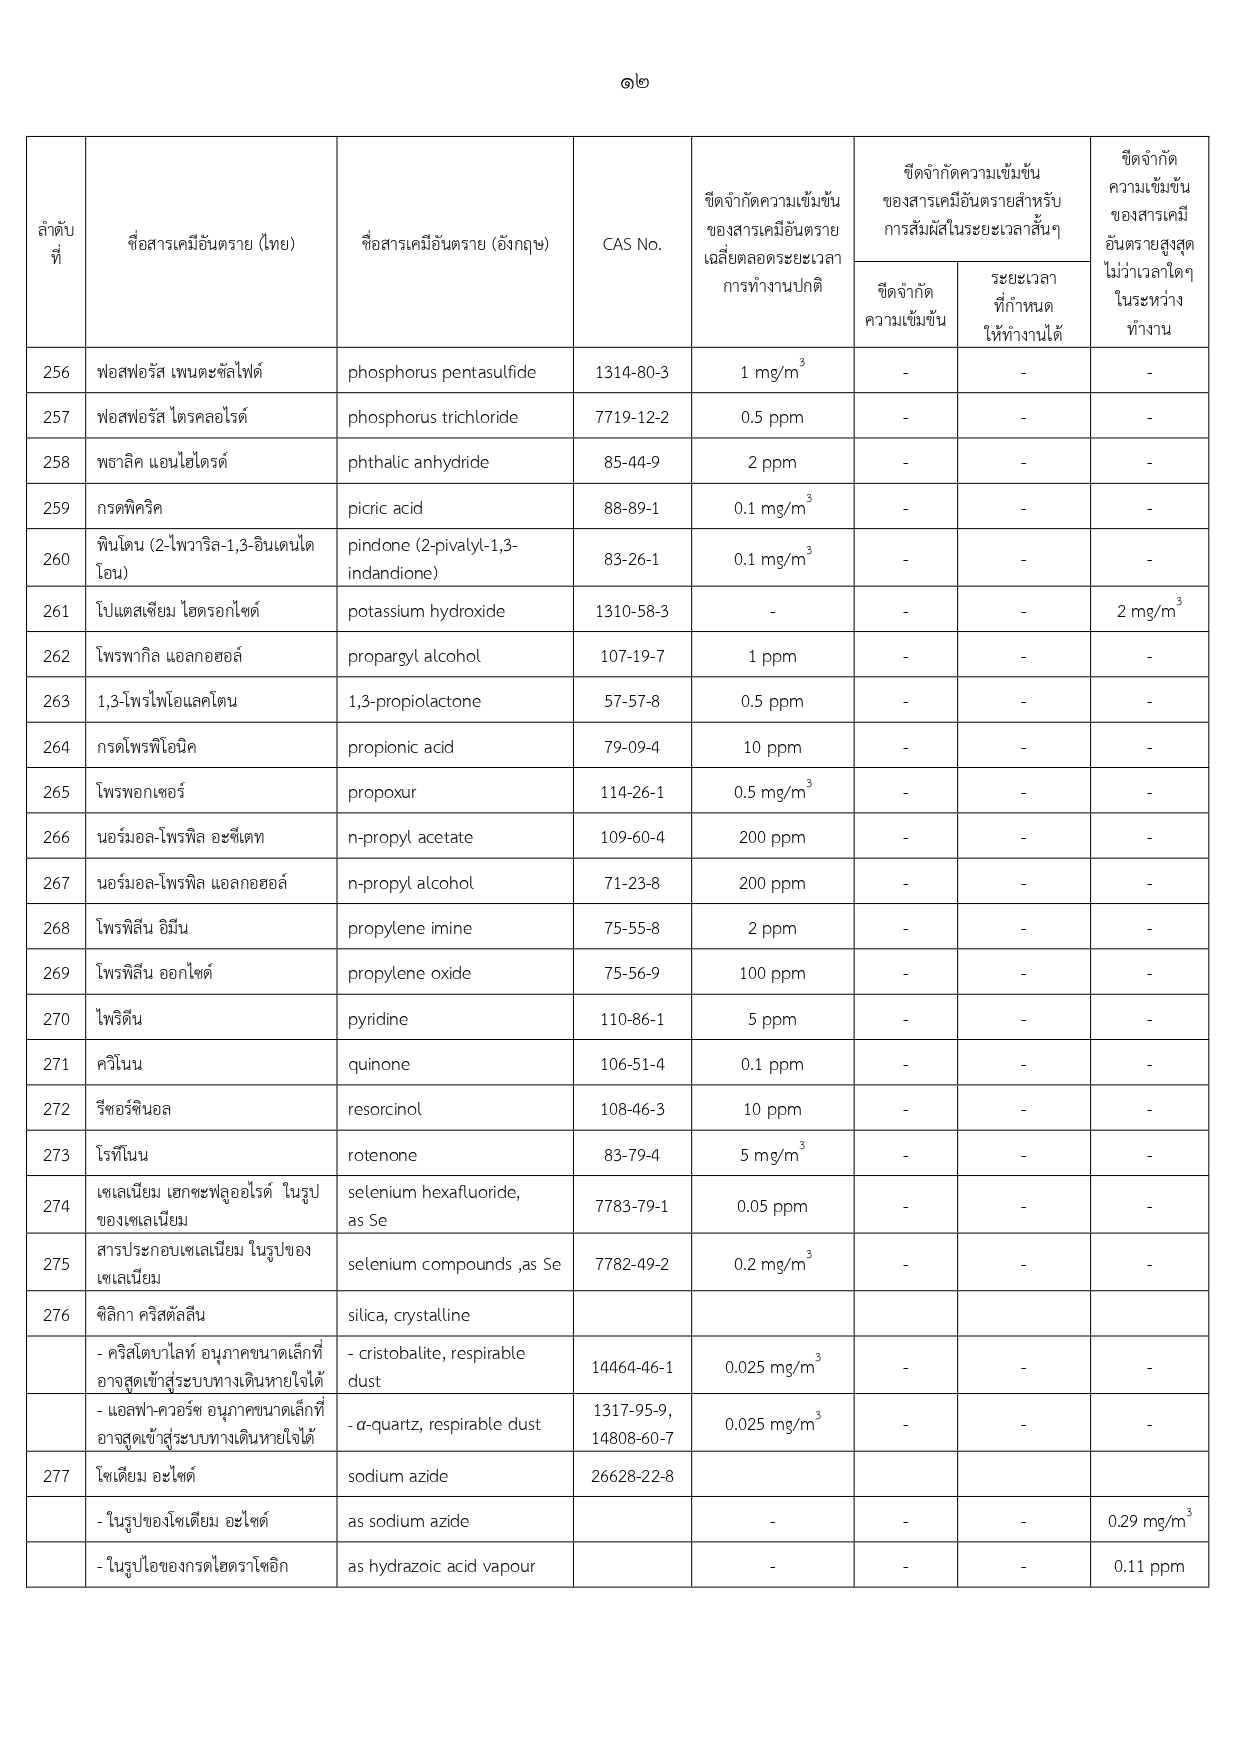 ๑๒
ลำดับ
ที่
ชื่อสารเคมีอันตราย (ไทย)
ชื่อสารเคมีอันตราย (อังกฤษ)
CAS No.
ขีดจำกัดความเข้มข้น
ของสารเคมีอันตราย
เฉลี่ยตลอดระยะเวลา
การทำงานปกติ
ขีดจำกัดความเข้มข้น
ของสารเคมีอันตรายสำหรับ
การสัมผัสในระยะเวลาสั้นๆ
ขีดจำกัด
ความเข้มข้น
ระยะเวลา
ที่กำหนด
ให้ทำงานได้
ขีดจำกัด
ความเข้มข้น
ของสารเคมี
อันตรายสูงสุด
ไม่ว่าเวลาใดๆ
ในระหว่าง
ทำงาน
256 ฟอสฟอรัส เพนตะซัลไฟด์ phosphorus pentasulfide 1314-80-3 1 mg/m³ - - -
257 ฟอสฟอรัส ไตรคลอไรด์ phosphorus trichloride 7719-12-2 0.5 ppm - - -
258 พธาลิค แอนไฮไดรด์ phthalic anhydride 85-44-9 2 ppm - - -
259 กรดพิคริค picric acid 88-89-1 0.1 mg/m³ - - -
260 พินโดน (2-ไพวาริล-1,3-อินเดนได
โอน) pindone (2-pivalyl-1,3-
indandione) 83-26-1 0.1 mg/m³ - - -
261 โปแตสเซียม ไฮดรอกไซด์ potassium hydroxide 1310-58-3 - - - 2 mg/m³
262 โพรพากิล แอลกอฮอล์ propargyl alcohol 107-19-7 1 ppm - - -
263 1,3-โพรไพโอแลคโตน 1,3-propiolactone 57-57-8 0.5 ppm - - -
264 กรดโพรพิโอนิค propionic acid 79-09-4 10 ppm - - -
265 โพรพอกเซอร์ propoxur 114-26-1 0.5 mg/m³ - - -
266 นอร์มอล-โพรพิล อะซีเตท n-propyl acetate 109-60-4 200 ppm - - -
267 นอร์มอล-โพรพิล แอลกอฮอล์ n-propyl alcohol 71-23-8 200 ppm - - -
268 โพรพิลีน อิมีน propylene imine 75-55-8 2 ppm - - -
269 โพรพิลีน ออกไซด์ propylene oxide 75-56-9 100 ppm - - -
270 ไพริดีน pyridine 110-86-1 5 ppm - - -
271 ควิโนน quinone 106-51-4 0.1 ppm - - -
272 รีซอร์ซินอล resorcinol 108-46-3 10 ppm - - -
273 โรทีโนน rotenone 83-79-4 5 mg/m³ - - -
274 เซเลเนียม เฮกซะฟลูออไรด์ ในรูป
ของเซเลเนียม selenium hexafluoride,
as Se 7783-79-1 0.05 ppm - - -
275 สารประกอบเซเลเนียม ในรูปของ
เซเลเนียม selenium compounds ,as Se 7782-49-2 0.2 mg/m³ - - -
276 ซิลิกา คริสตัลลีน silica, crystalline
- คริสโตบาไลท์ อนุภาคขนาดเล็กที่
อาจสูดเข้าสู่ระบบทางเดินหายใจได้ - cristobalite, respirable
dust 14464-46-1 0.025 mg/m³ - - -
- แอลฟา-ควอร์ซ อนุภาคขนาดเล็กที่
อาจสูดเข้าสู่ระบบทางเดินหายใจได้ - α-quartz, respirable dust 1317-95-9,
14808-60-7 0.025 mg/m³ - - -
277 โซเดียม อะไซด์ sodium azide 26628-22-8
- ในรูปของโซเดียม อะไซด์ as sodium azide - - - 0.29 mg/m³
- ในรูปไอของกรดไฮดราโซอิก as hydrazoic acid vapour - - - 0.11 ppm